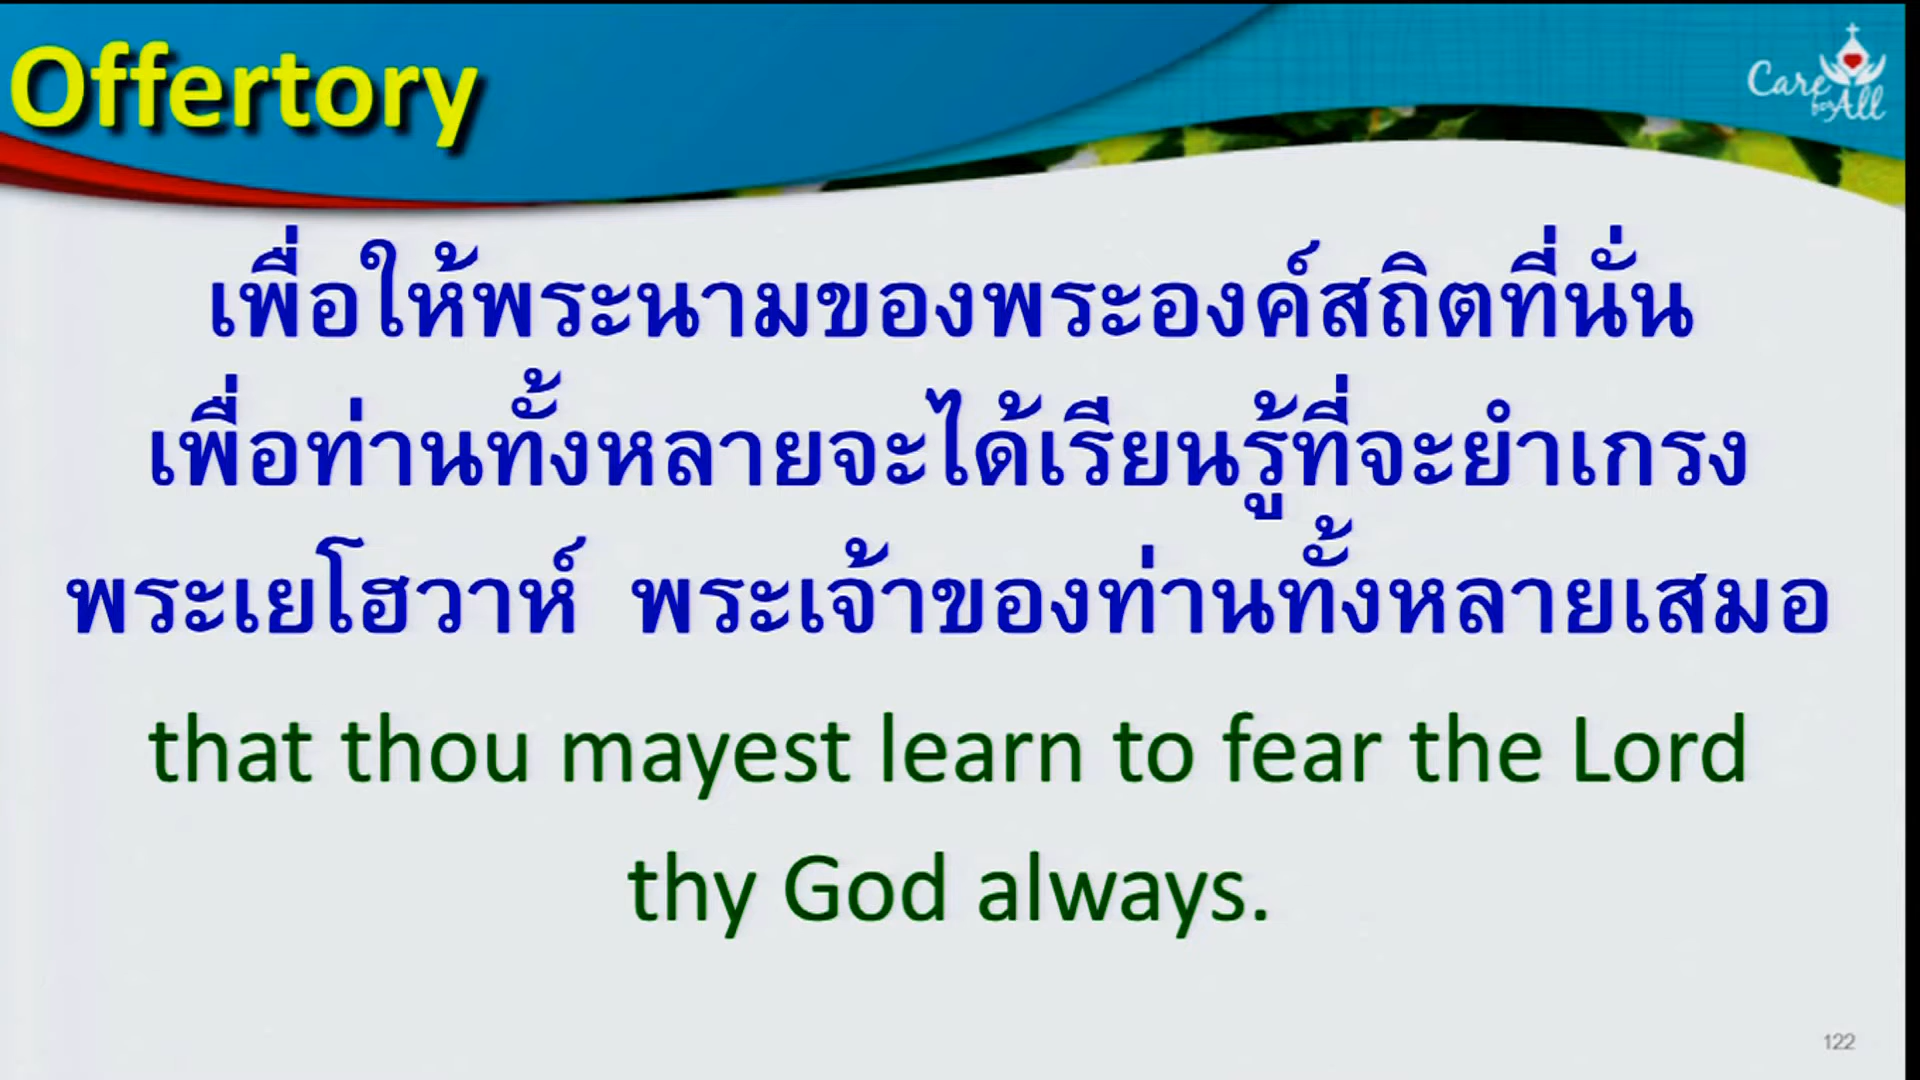 Offertory
Care
for All
เพื่อให้พระนามของพระองค์สถิตที่นั่น
เพื่อท่านทั้งหลายจะได้เรียนรู้ที่จะยำเกรง
พระเยโฮวาห์ พระเจ้าของท่านทั้งหลายเสมอ
that thou mayest learn to fear the Lord
thy God always.
122